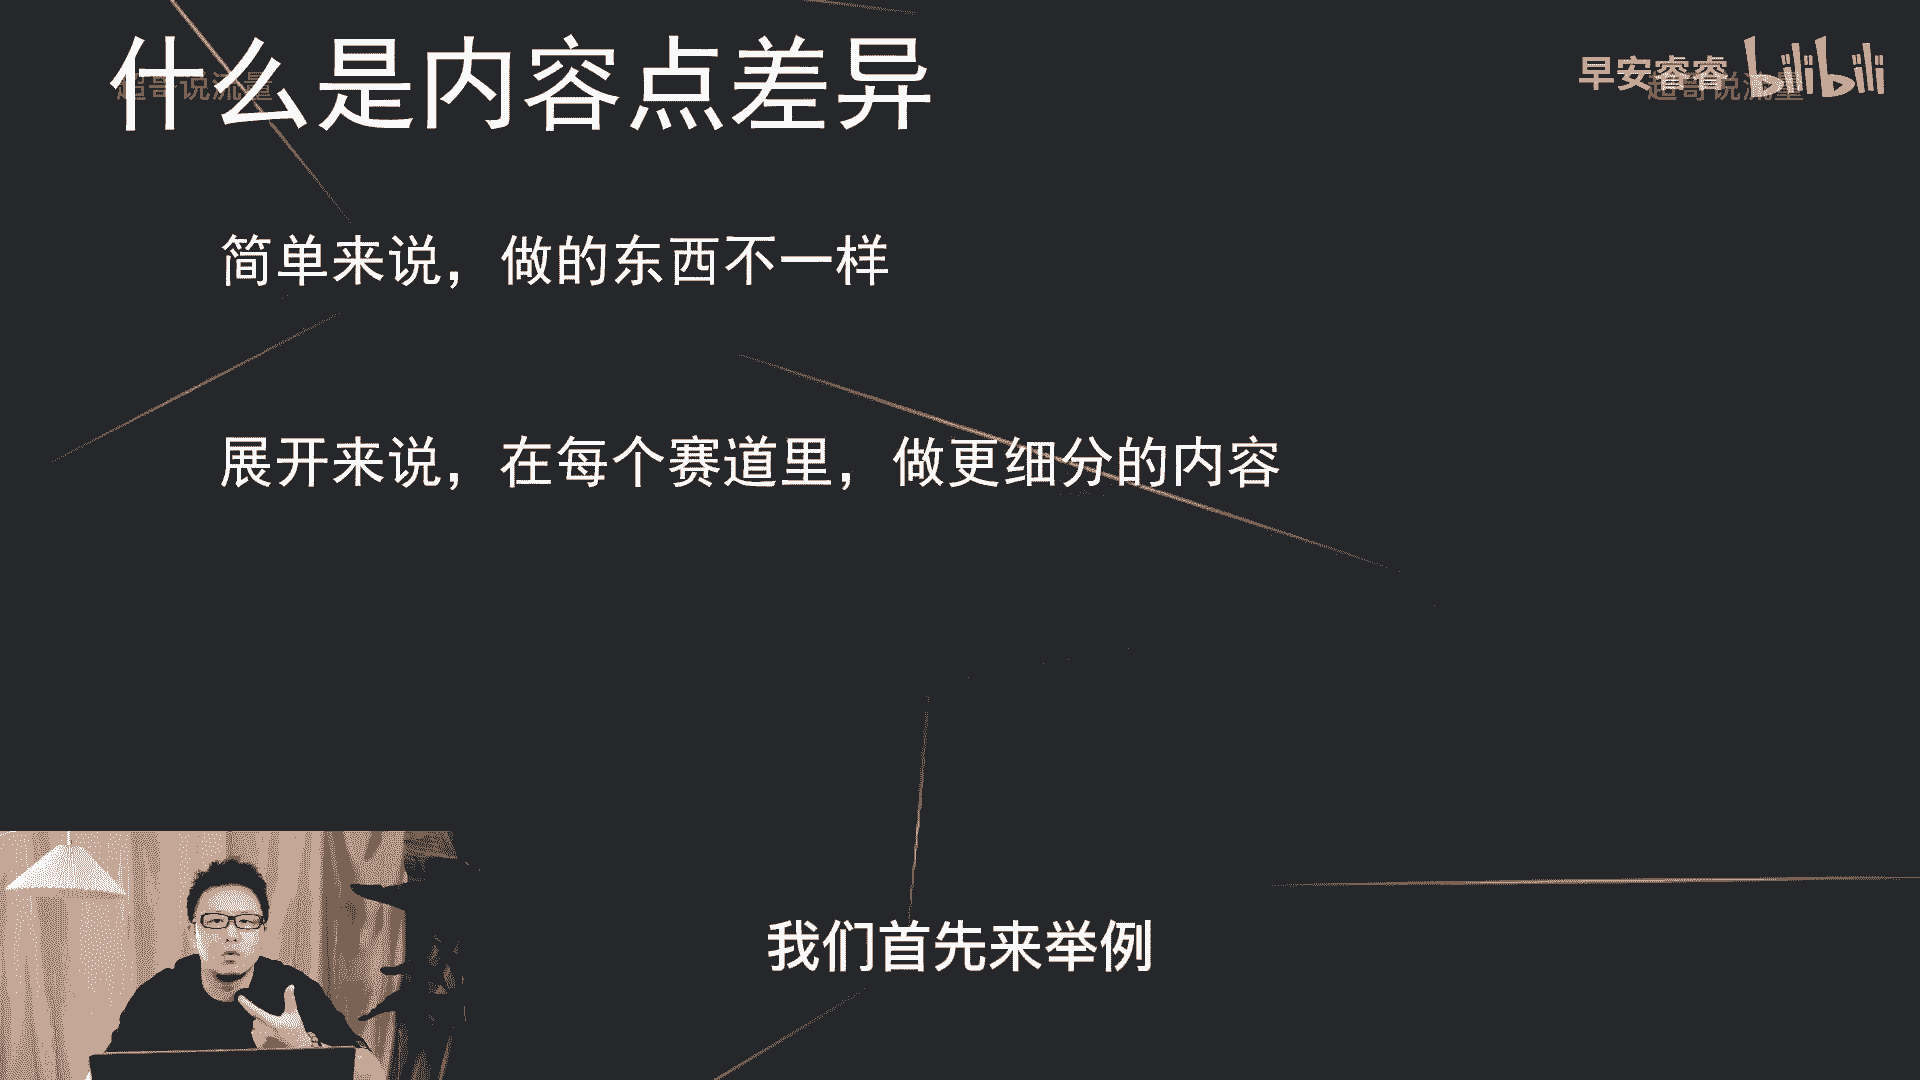 什么是内容点差异
超哥说流量
早安睿睿 bilibili
超哥说流量
简单来说，做的东西不一样
展开来说，在每个赛道里，做更细分的内容
我们首先来举例